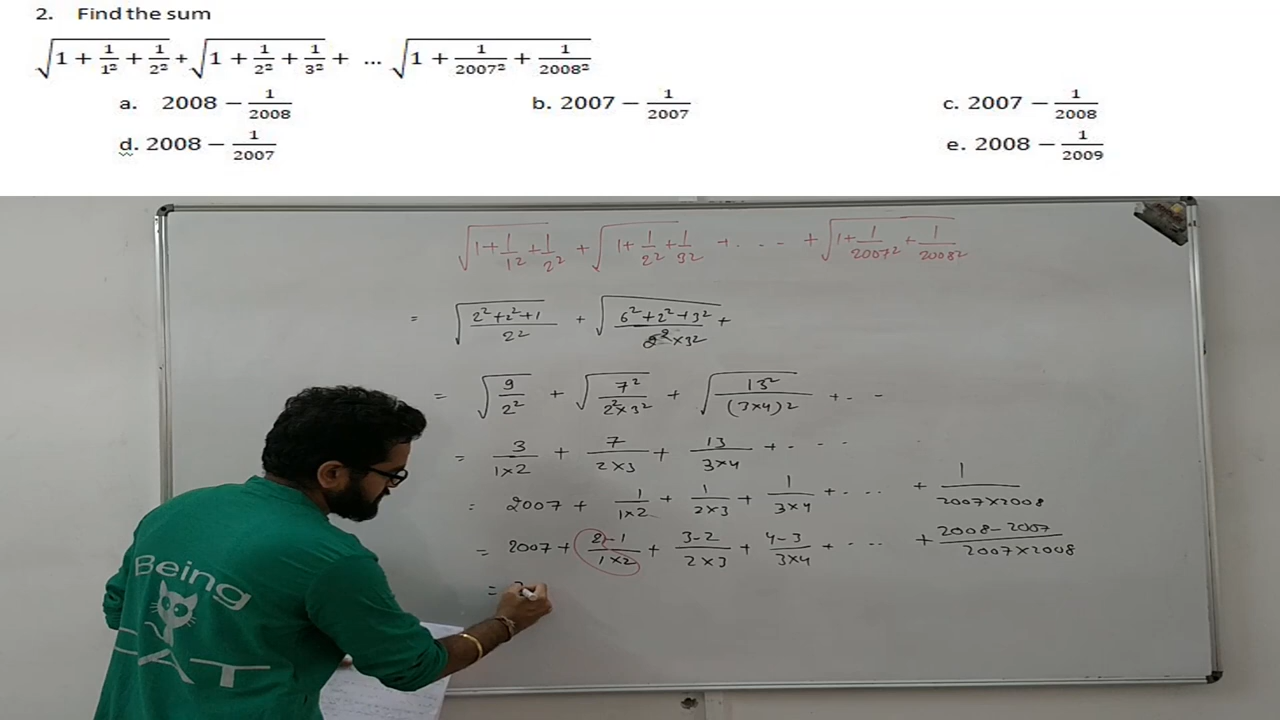 2. Find the sum
√(1 + 1/1² + 1/2²) + √(1 + 1/2² + 1/3²) + ... √(1 + 1/2007² + 1/2008²)
a. 2008 − 1/2008 b. 2007 − 1/2007 c. 2007 − 1/2008
d. 2008 − 1/2007 e. 2008 − 1/2009
√(1+1/1²+1/2²) + √(1+1/2²+1/3²) + - - - + √(1+1/2007²+1/2008²)
= √((2²+2²+1)/2²) + √((6²+2²+3²)/(2²×3²)) +
= √(9/2²) + √(7²/(2²×3²)) + √(13²/(3×4)2) + - -
= 3/(1×2) + 7/(2×3) + 13/(3×4) + - - -
= 2007 + 1/(1×2) + 1/(2×3) + 1/(3×4) + - - - + 1/(2007×2008)
= 2007 + (2-1)/(1×2) + (3-2)/(2×3) + (4-3)/(3×4) + - - - + (2008-2007)/(2007×2008)
= 2
Being
CAT